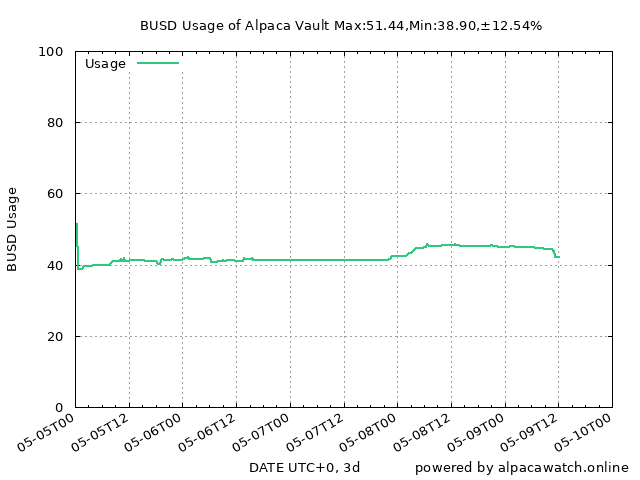 BUSD Usage of Alpaca Vault Max:51.44,Min:38.90,±12.54%
Usage
100
80
60
40
20
0
BUSD Usage
05-05T00
05-05T12
05-06T00
05-06T12
05-07T00
05-07T12
05-08T00
05-08T12
05-09T00
05-09T12
05-10T00
DATE UTC+0, 3d
powered by alpacawatch.online